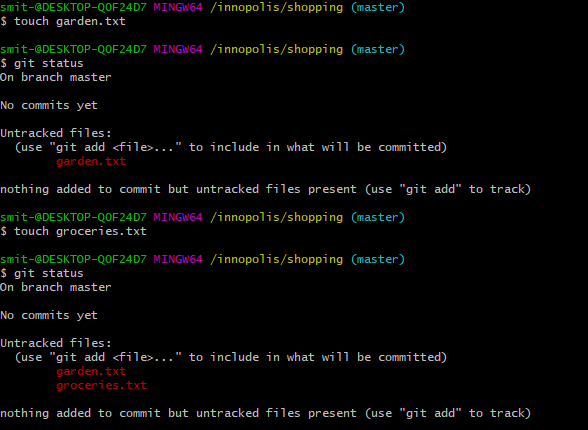 smit-@DESKTOP-QOF24D7 MINGW64 /innopolis/shopping (master)
$ touch garden.txt
smit-@DESKTOP-QOF24D7 MINGW64 /innopolis/shopping (master)
$ git status
On branch master
No commits yet
Untracked files:
  (use "git add <file>..." to include in what will be committed)
        garden.txt
nothing added to commit but untracked files present (use "git add" to track)
smit-@DESKTOP-QOF24D7 MINGW64 /innopolis/shopping (master)
$ touch groceries.txt
smit-@DESKTOP-QOF24D7 MINGW64 /innopolis/shopping (master)
$ git status
On branch master
No commits yet
Untracked files:
  (use "git add <file>..." to include in what will be committed)
        garden.txt
        groceries.txt
nothing added to commit but untracked files present (use "git add" to track)